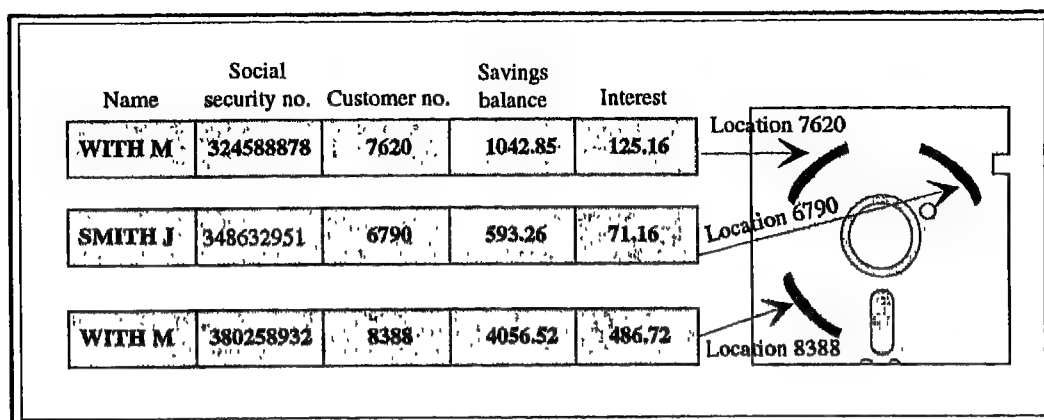 Name Social security no. Customer no. Savings balance Interest
WITH M 324588878 7620 1042.85 125.16 Location 7620
SMITH J 348632951 6790 593.26 71.16 Location 6790
WITH M 380258932 8388 4056.52 486.72 Location 8388